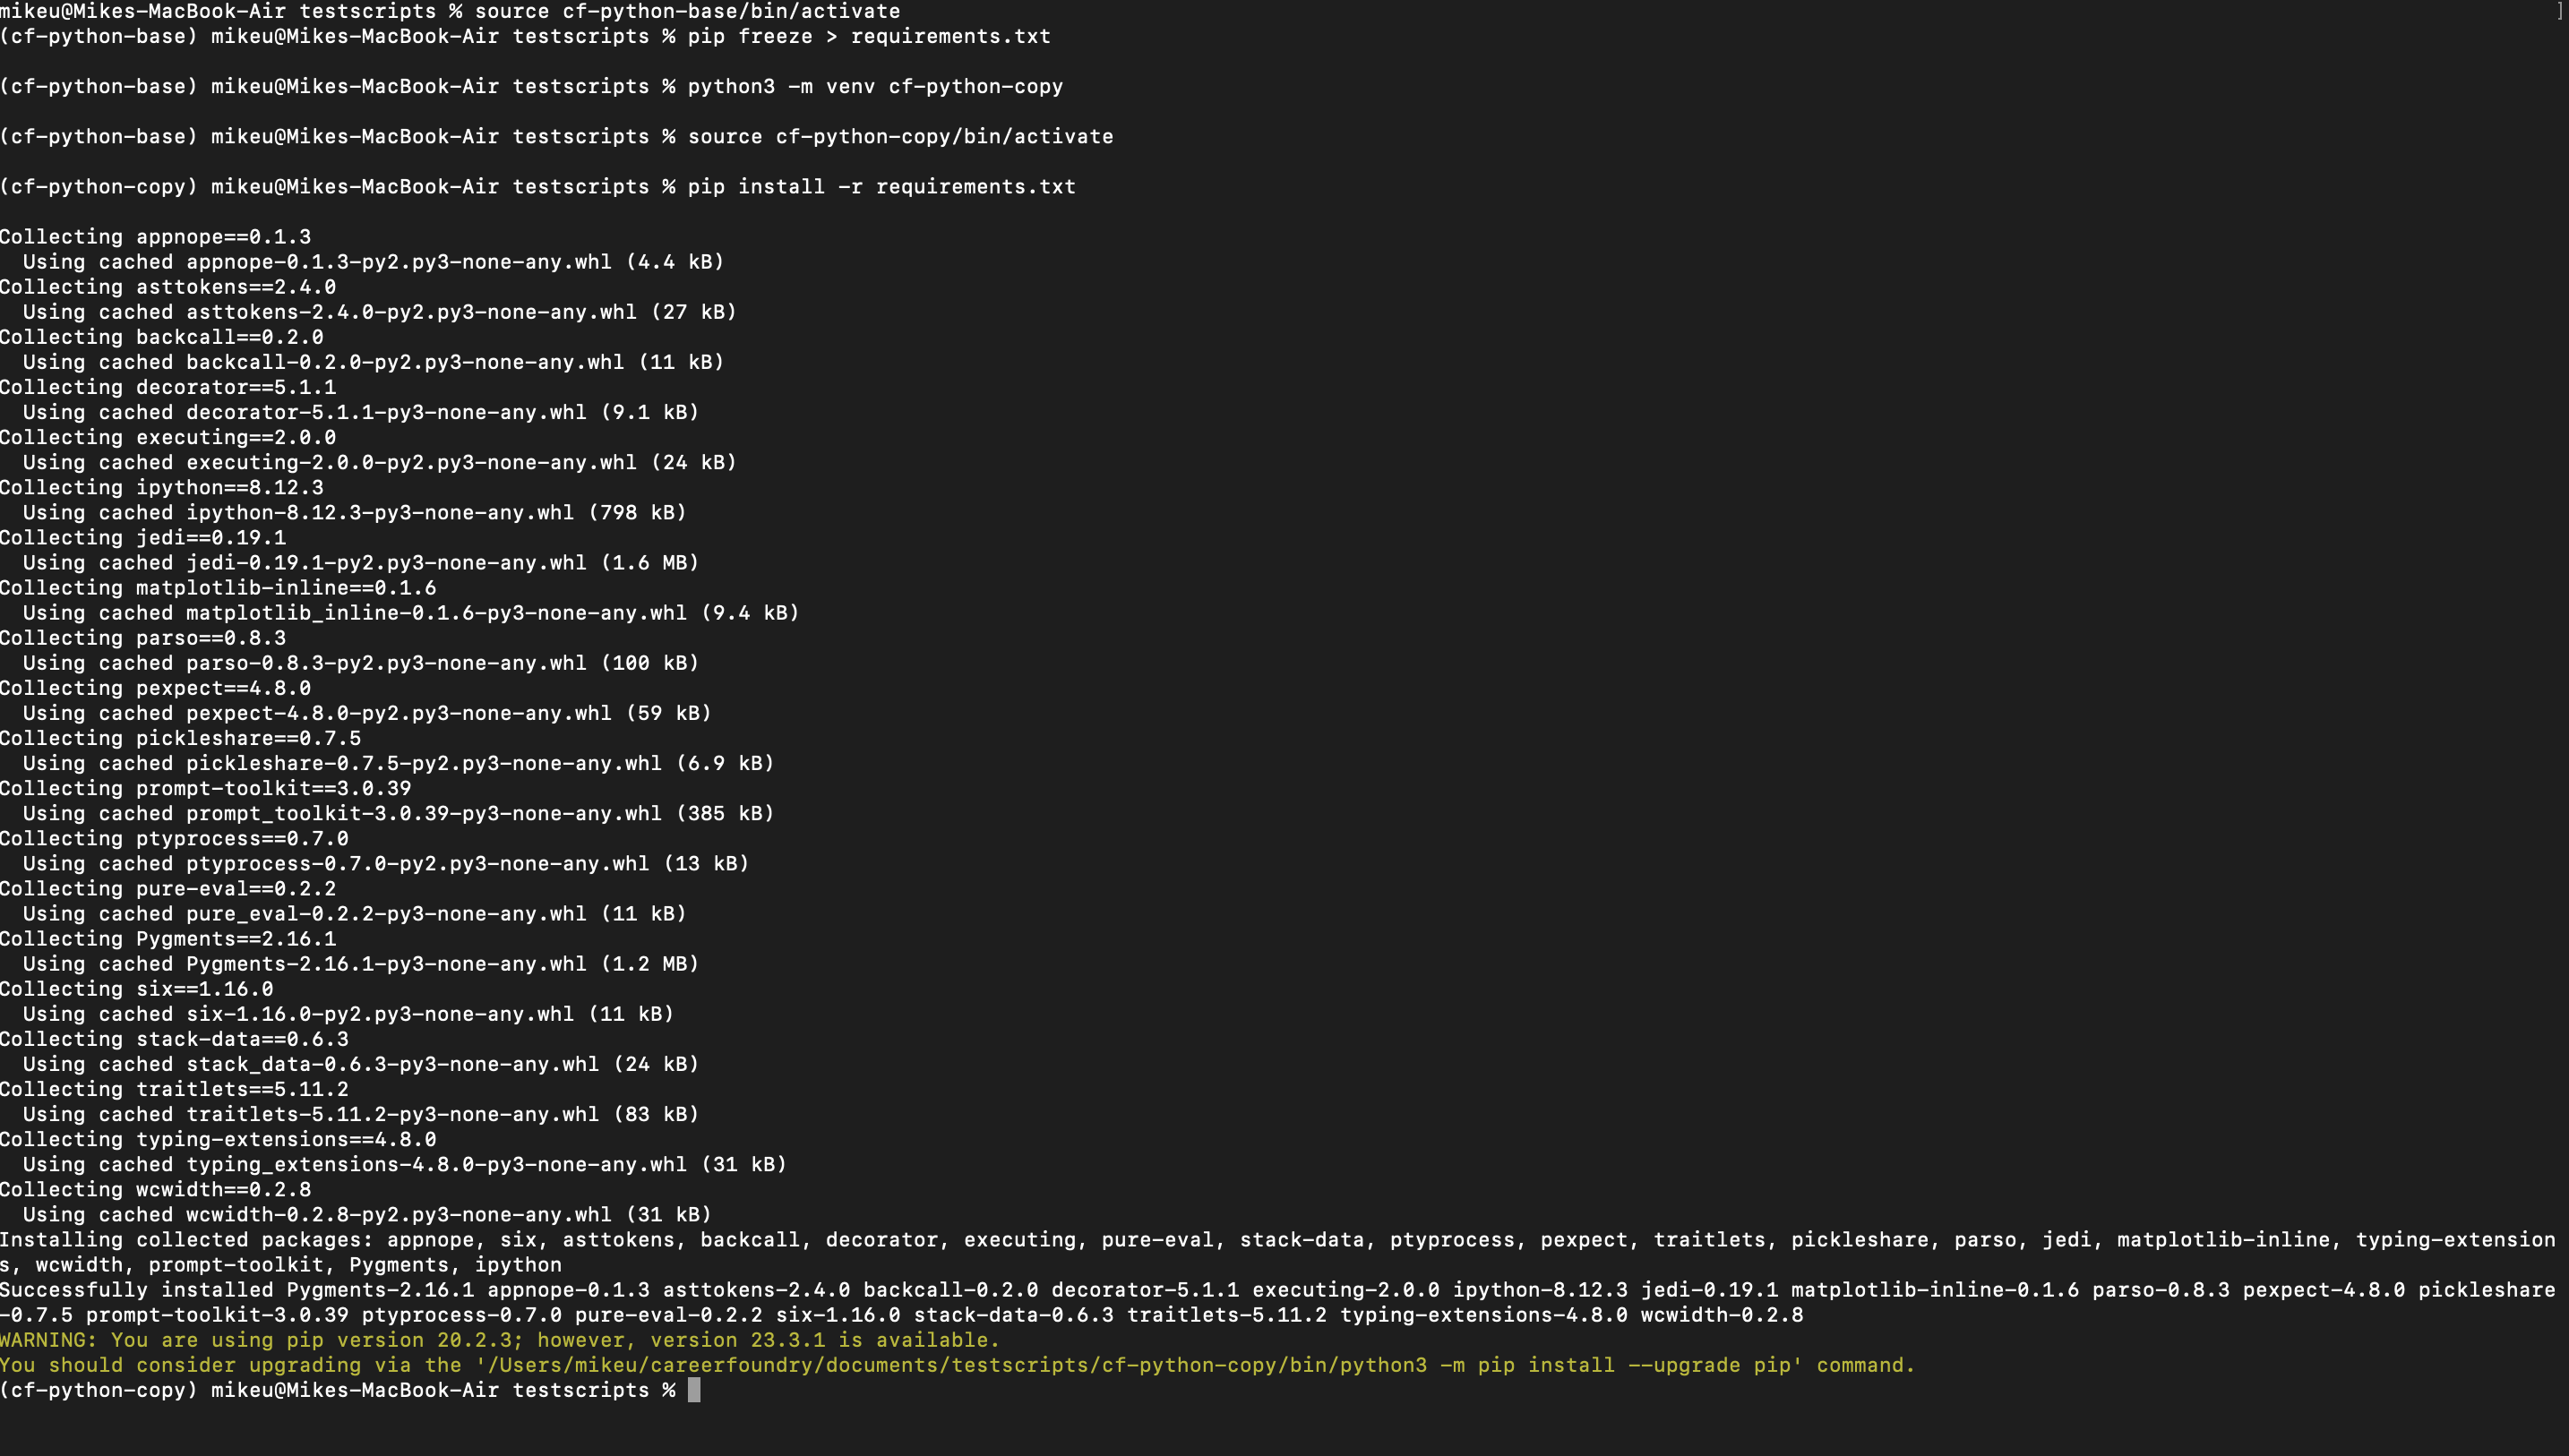 mikeu@Mikes-MacBook-Air testscripts % source cf-python-base/bin/activate ]
(cf-python-base) mikeu@Mikes-MacBook-Air testscripts % pip freeze > requirements.txt
(cf-python-base) mikeu@Mikes-MacBook-Air testscripts % python3 -m venv cf-python-copy
(cf-python-base) mikeu@Mikes-MacBook-Air testscripts % source cf-python-copy/bin/activate
(cf-python-copy) mikeu@Mikes-MacBook-Air testscripts % pip install -r requirements.txt
Collecting appnope==0.1.3
  Using cached appnope-0.1.3-py2.py3-none-any.whl (4.4 kB)
Collecting asttokens==2.4.0
  Using cached asttokens-2.4.0-py2.py3-none-any.whl (27 kB)
Collecting backcall==0.2.0
  Using cached backcall-0.2.0-py2.py3-none-any.whl (11 kB)
Collecting decorator==5.1.1
  Using cached decorator-5.1.1-py3-none-any.whl (9.1 kB)
Collecting executing==2.0.0
  Using cached executing-2.0.0-py2.py3-none-any.whl (24 kB)
Collecting ipython==8.12.3
  Using cached ipython-8.12.3-py3-none-any.whl (798 kB)
Collecting jedi==0.19.1
  Using cached jedi-0.19.1-py2.py3-none-any.whl (1.6 MB)
Collecting matplotlib-inline==0.1.6
  Using cached matplotlib_inline-0.1.6-py3-none-any.whl (9.4 kB)
Collecting parso==0.8.3
  Using cached parso-0.8.3-py2.py3-none-any.whl (100 kB)
Collecting pexpect==4.8.0
  Using cached pexpect-4.8.0-py2.py3-none-any.whl (59 kB)
Collecting pickleshare==0.7.5
  Using cached pickleshare-0.7.5-py2.py3-none-any.whl (6.9 kB)
Collecting prompt-toolkit==3.0.39
  Using cached prompt_toolkit-3.0.39-py3-none-any.whl (385 kB)
Collecting ptyprocess==0.7.0
  Using cached ptyprocess-0.7.0-py2.py3-none-any.whl (13 kB)
Collecting pure-eval==0.2.2
  Using cached pure_eval-0.2.2-py3-none-any.whl (11 kB)
Collecting Pygments==2.16.1
  Using cached Pygments-2.16.1-py3-none-any.whl (1.2 MB)
Collecting six==1.16.0
  Using cached six-1.16.0-py2.py3-none-any.whl (11 kB)
Collecting stack-data==0.6.3
  Using cached stack_data-0.6.3-py3-none-any.whl (24 kB)
Collecting traitlets==5.11.2
  Using cached traitlets-5.11.2-py3-none-any.whl (83 kB)
Collecting typing-extensions==4.8.0
  Using cached typing_extensions-4.8.0-py3-none-any.whl (31 kB)
Collecting wcwidth==0.2.8
  Using cached wcwidth-0.2.8-py2.py3-none-any.whl (31 kB)
Installing collected packages: appnope, six, asttokens, backcall, decorator, executing, pure-eval, stack-data, ptyprocess, pexpect, traitlets, pickleshare, parso, jedi, matplotlib-inline, typing-extension
s, wcwidth, prompt-toolkit, Pygments, ipython
Successfully installed Pygments-2.16.1 appnope-0.1.3 asttokens-2.4.0 backcall-0.2.0 decorator-5.1.1 executing-2.0.0 ipython-8.12.3 jedi-0.19.1 matplotlib-inline-0.1.6 parso-0.8.3 pexpect-4.8.0 pickleshare
-0.7.5 prompt-toolkit-3.0.39 ptyprocess-0.7.0 pure-eval-0.2.2 six-1.16.0 stack-data-0.6.3 traitlets-5.11.2 typing-extensions-4.8.0 wcwidth-0.2.8
WARNING: You are using pip version 20.2.3; however, version 23.3.1 is available.
You should consider upgrading via the '/Users/mikeu/careerfoundry/documents/testscripts/cf-python-copy/bin/python3 -m pip install --upgrade pip' command.
(cf-python-copy) mikeu@Mikes-MacBook-Air testscripts %